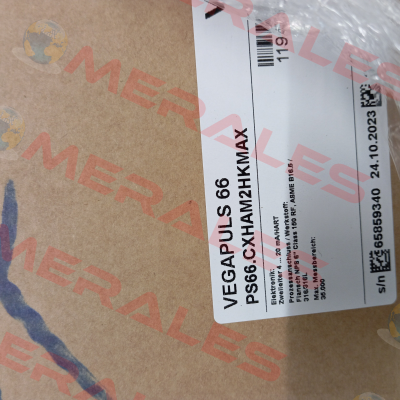 VEGAPULS 66
PS66.CXHAM2HKMAX
Elektronik:
Zweileiter 4 ... 20 mA/HART
Prozessanschluss / Werkstoff:
Flansch NPS 6" Class 150 RF, ASME B16.5 /
316/316L
Max. Messbereich:
35.000
s/n
65859340 24.10.2023
119
MERALES
MERALES
MERALES